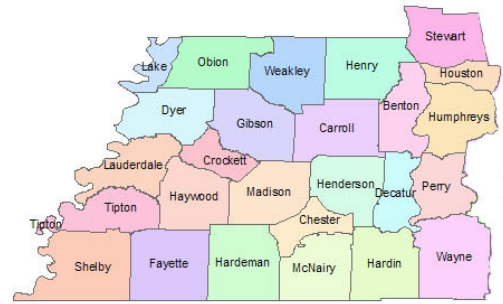 Stewart
Lake
Obion
Weakley
Henry
Houston
Dyer
Gibson
Carroll
Benton
Humphreys
Lauderdale
Crockett
Tipton
Tipton
Haywood
Madison
Henderson
Decatur
Perry
Chester
Shelby
Fayette
Hardeman
McNairy
Hardin
Wayne